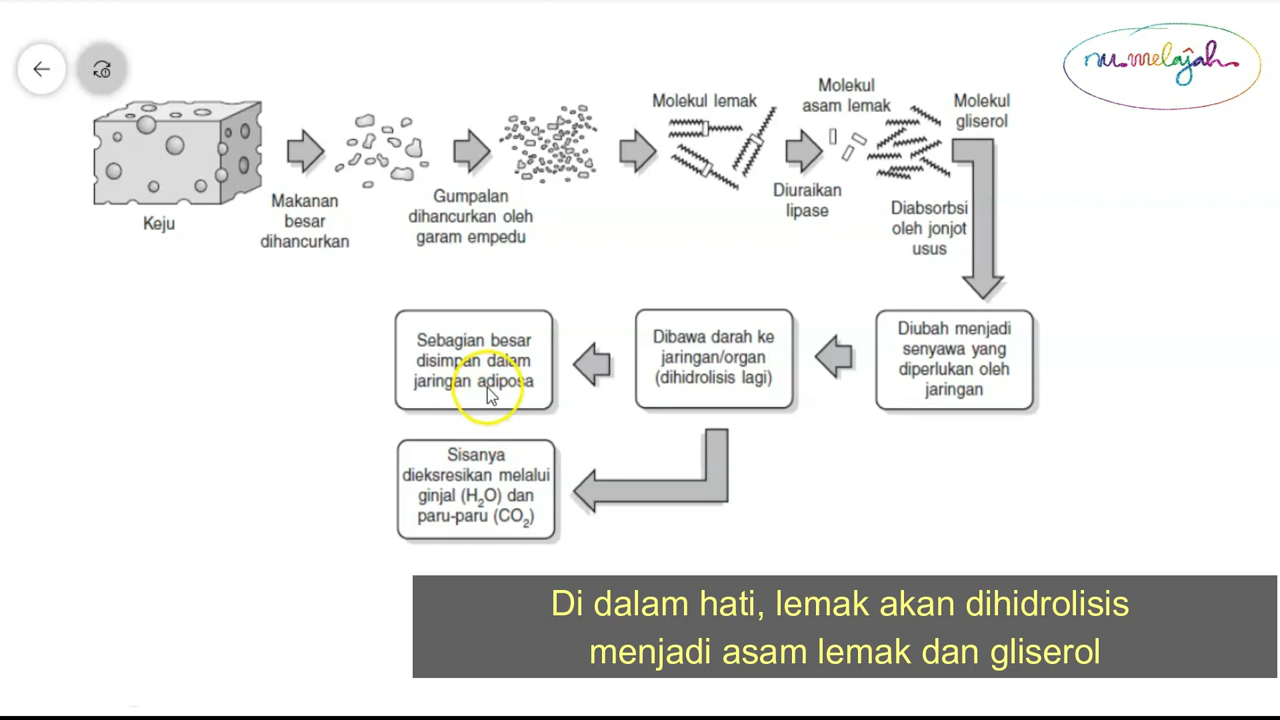 nu.melajah
Keju
Makanan
besar
dihancurkan
Gumpalan
dihancurkan oleh
garam empedu
Molekul lemak
Diuraikan
lipase
Molekul
asam lemak
Molekul
gliserol
Diabsorbsi
oleh jonjot
usus
Diubah menjadi
senyawa yang
diperlukan oleh
jaringan
Dibawa darah ke
jaringan/organ
(dihidrolisis lagi)
Sebagian besar
disimpan dalam
jaringan adiposa
Sisanya
dieksresikan melalui
ginjal (H₂O) dan
paru-paru (CO₂)
Di dalam hati, lemak akan dihidrolisis
menjadi asam lemak dan gliserol